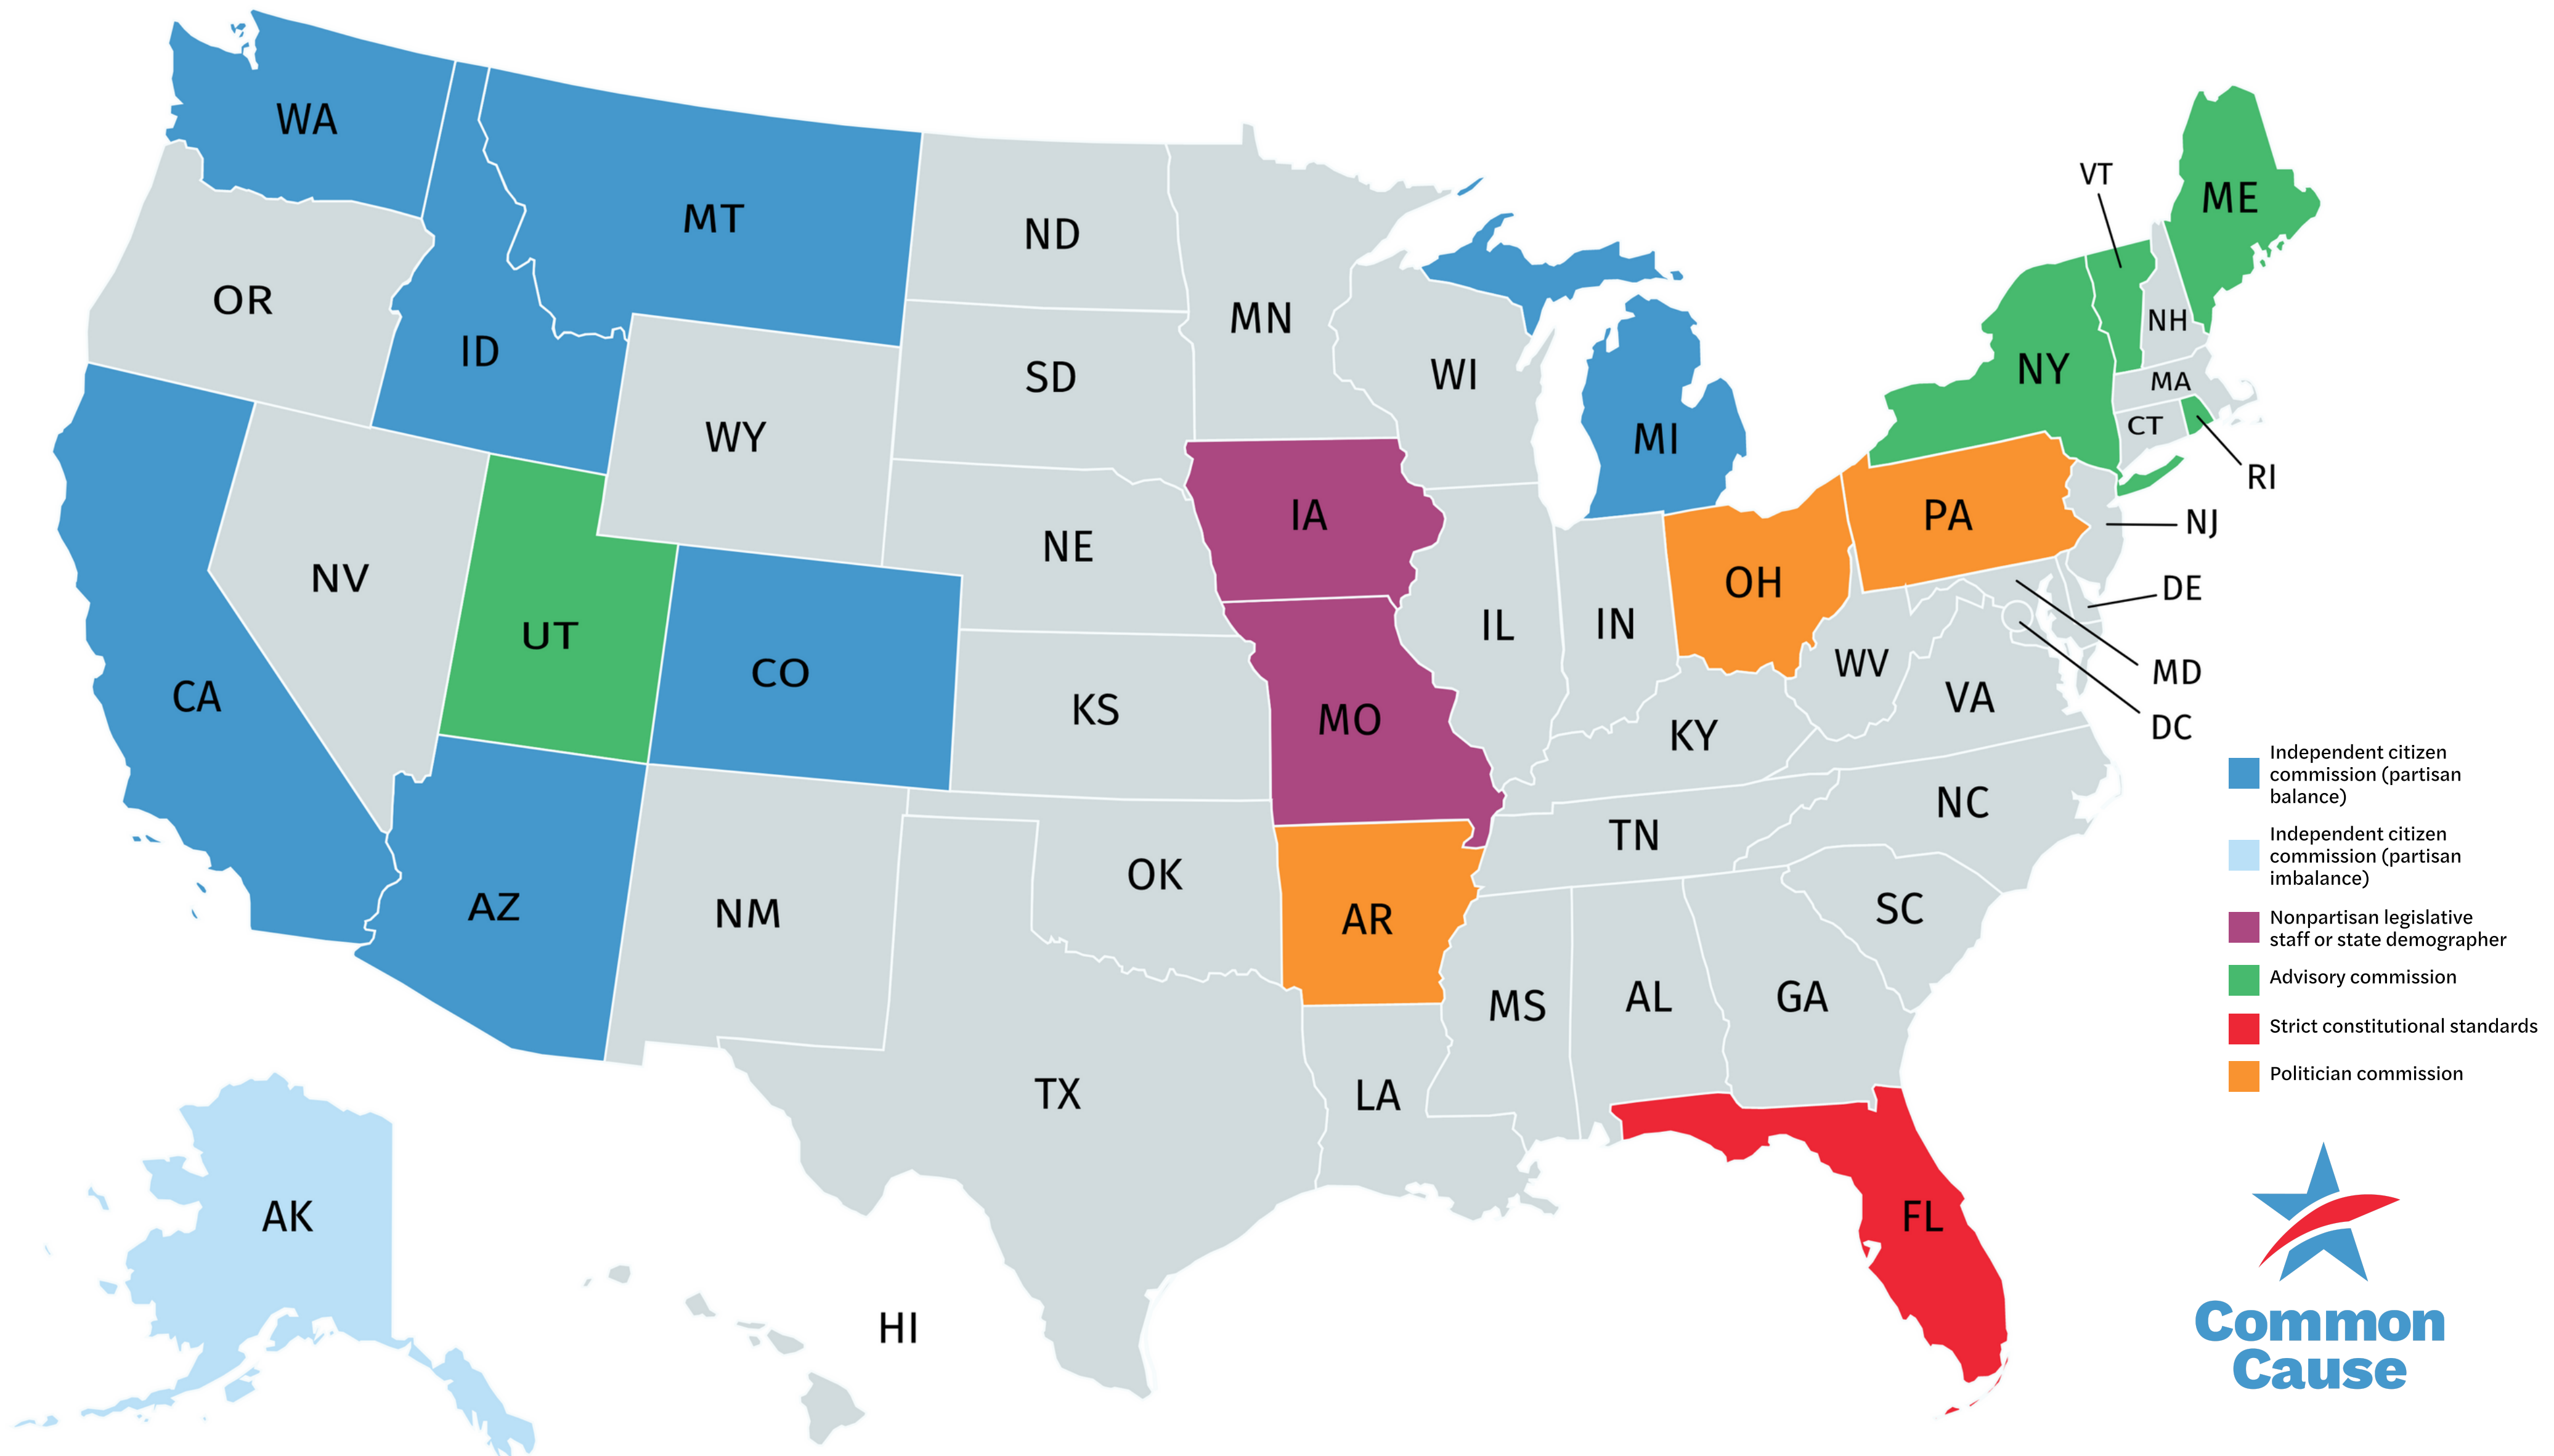 WA
MT
ND
MN
VT
ME
OR
ID
SD
WI
NH
WY
MI
NY
MA
CT
RI
NV
UT
CO
NE
IA
IL
IN
OH
PA
NJ
DE
MD
DC
CA
KS
MO
KY
WV
VA
AZ
NM
OK
AR
TN
NC
SC
TX
LA
MS
AL
GA
FL
AK
HI
Independent citizen
commission (partisan
balance)
Independent citizen
commission (partisan
imbalance)
Nonpartisan legislative
staff or state demographer
Advisory commission
Strict constitutional standards
Politician commission
Common
Cause